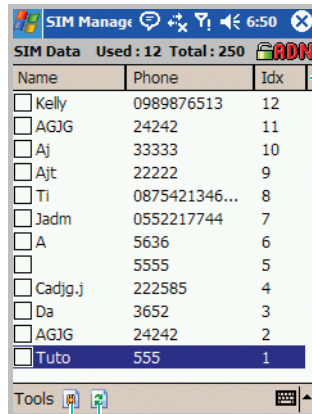 SIM Manage 6:50
SIM Data Used : 12 Total : 250 ADN
Name Phone Idx
Kelly 0989876513 12
AGJG 24242 11
Aj 33333 10
Ajt 22222 9
Ti 0875421346... 8
Jadm 0552217744 7
A 5636 6
5555 5
Cadjg.j 222585 4
Da 3652 3
AGJG 24242 2
Tuto 555 1
Tools